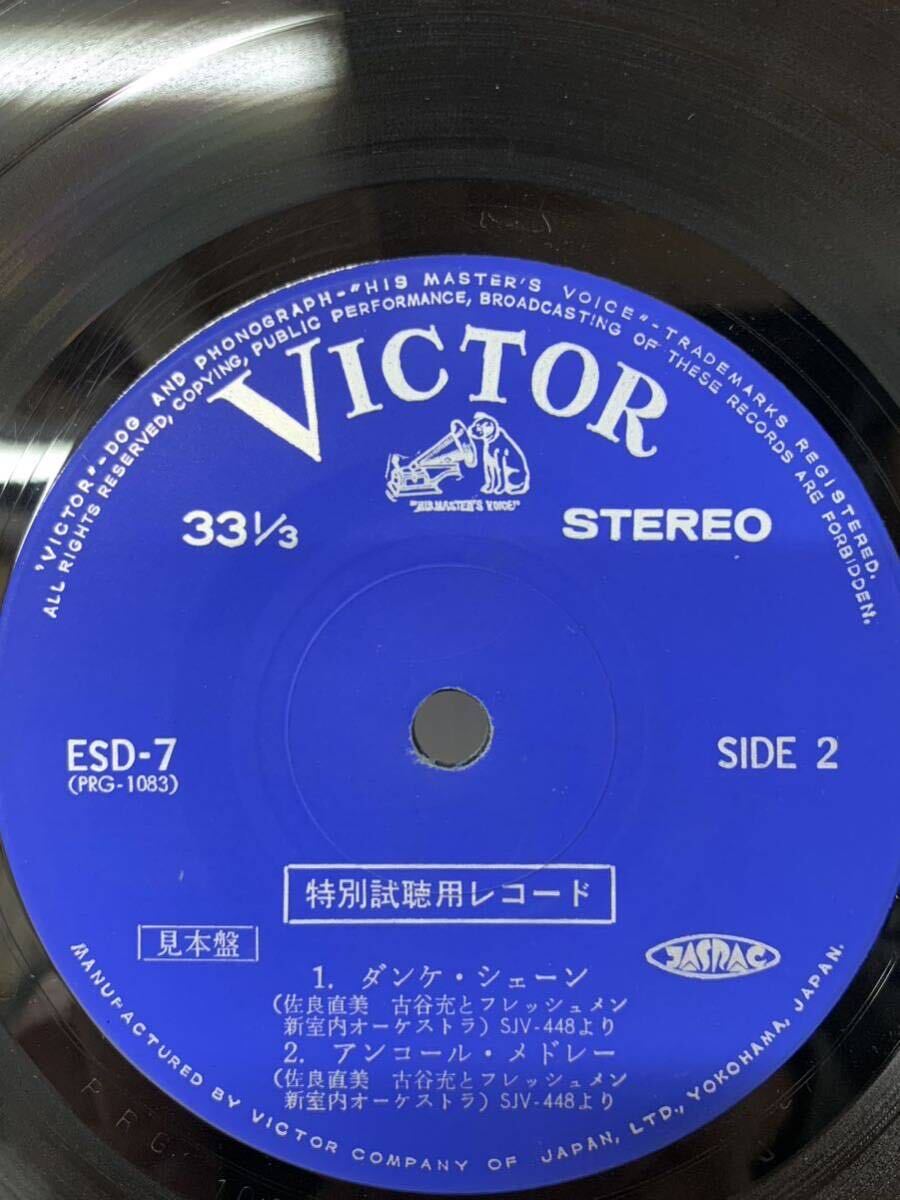 "VICTOR"-DOG AND PHONOGRAPH-"HIS MASTER'S VOICE"-TRADEMARKS REGISTERED.
ALL RIGHTS RESERVED, COPYING, PUBLIC PERFORMANCE, BROADCASTING OF THESE RECORDS ARE FORBIDDEN.
VICTOR
"HIS MASTER'S VOICE"
33 1/3
STEREO
ESD-7
(PRG-1083)
SIDE 2
特別試聴用レコード
見本盤
JASRAC
1. ダンケ・シェーン
(佐良直美 古谷充とフレッシュメン
新室内オーケストラ) SJV-448より
2. アンコール・メドレー
(佐良直美 古谷充とフレッシュメン
新室内オーケストラ) SJV-448より
MANUFACTURED BY VICTOR COMPANY OF JAPAN, LTD., YOKOHAMA, JAPAN.
PRG